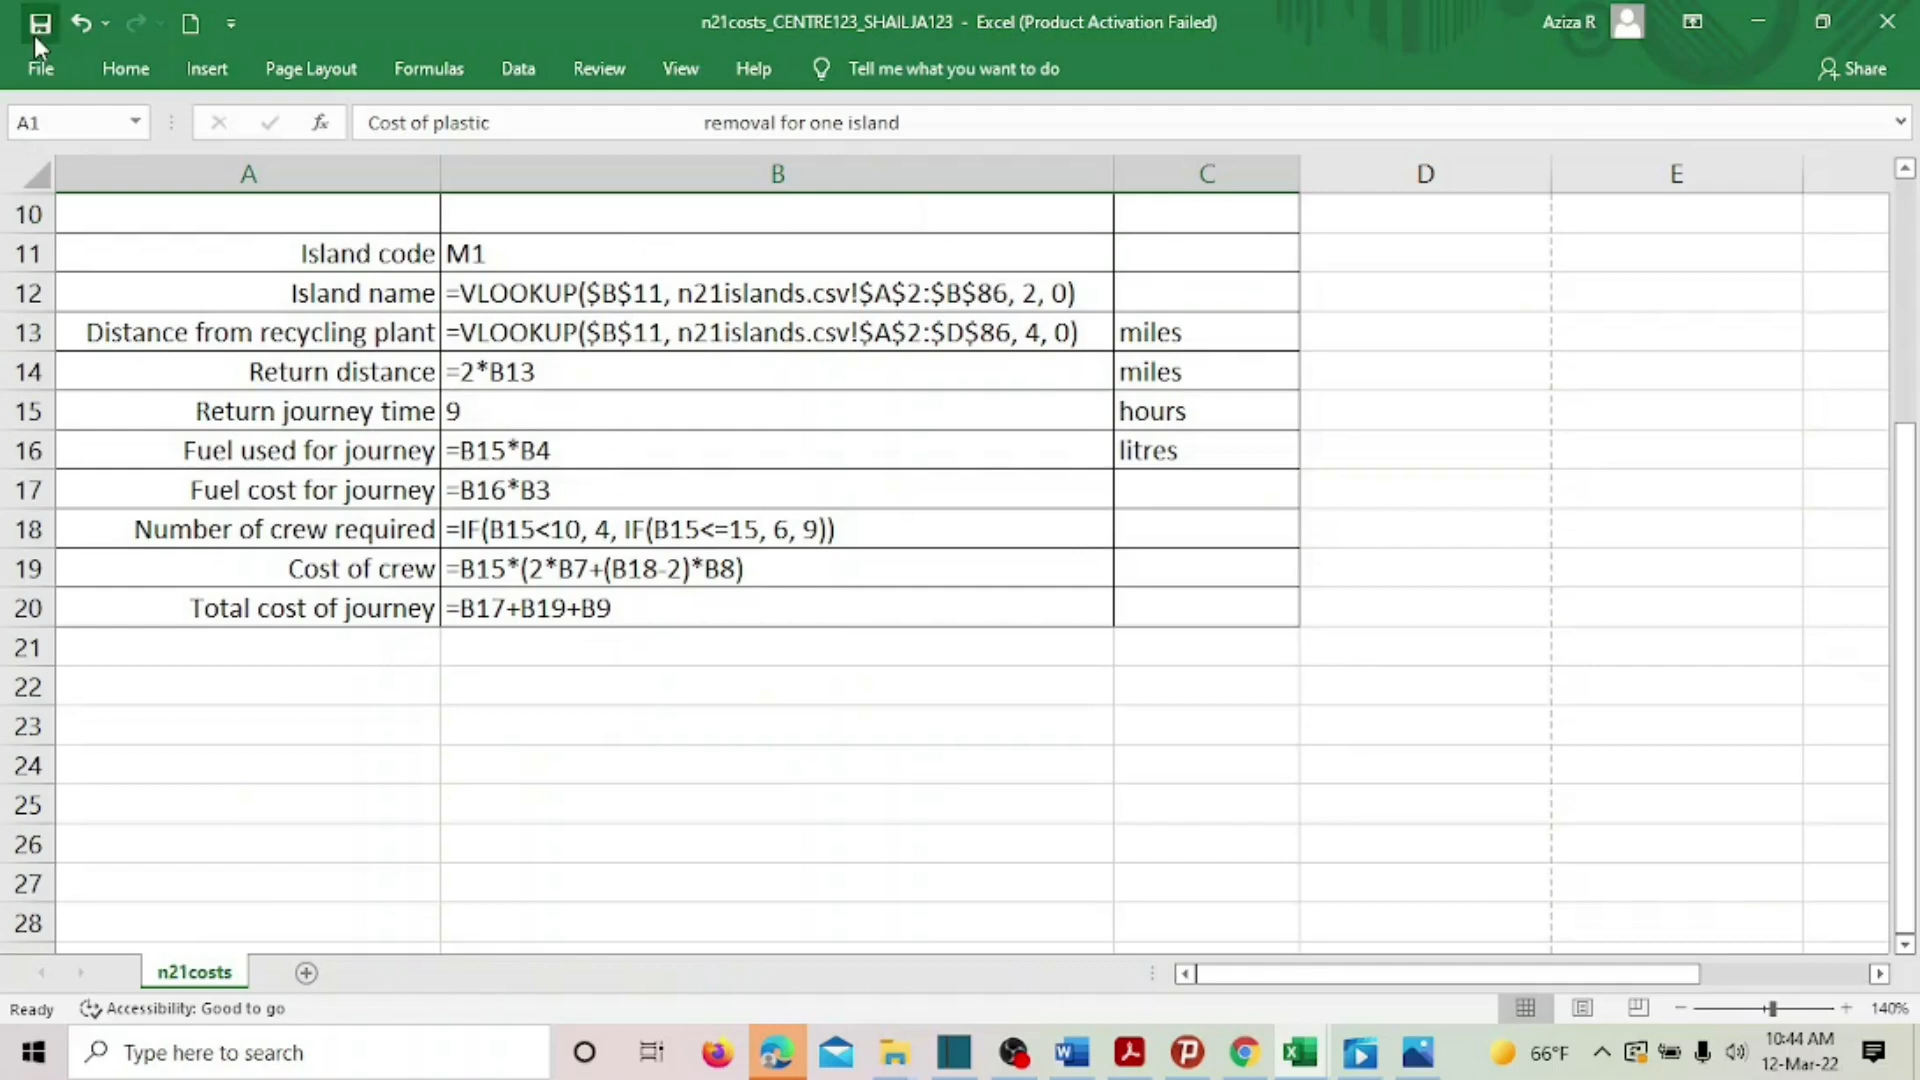 n21costs_CENTRE123_SHAILJA123 - Excel (Product Activation Failed)
Aziza R
File Home Insert Page Layout Formulas Data Review View Help Tell me what you want to do Share
A1 fx Cost of plastic removal for one island
A B C D E
10
11 Island code M1
12 Island name =VLOOKUP($B$11, n21islands.csv!$A$2:$B$86, 2, 0)
13 Distance from recycling plant =VLOOKUP($B$11, n21islands.csv!$A$2:$D$86, 4, 0) miles
14 Return distance =2*B13 miles
15 Return journey time 9 hours
16 Fuel used for journey =B15*B4 litres
17 Fuel cost for journey =B16*B3
18 Number of crew required =IF(B15<10, 4, IF(B15<=15, 6, 9))
19 Cost of crew =B15*(2*B7+(B18-2)*B8)
20 Total cost of journey =B17+B19+B9
21
22
23
24
25
26
27
28
n21costs
Ready Accessibility: Good to go 140%
Type here to search 66°F 10:44 AM
12-Mar-22